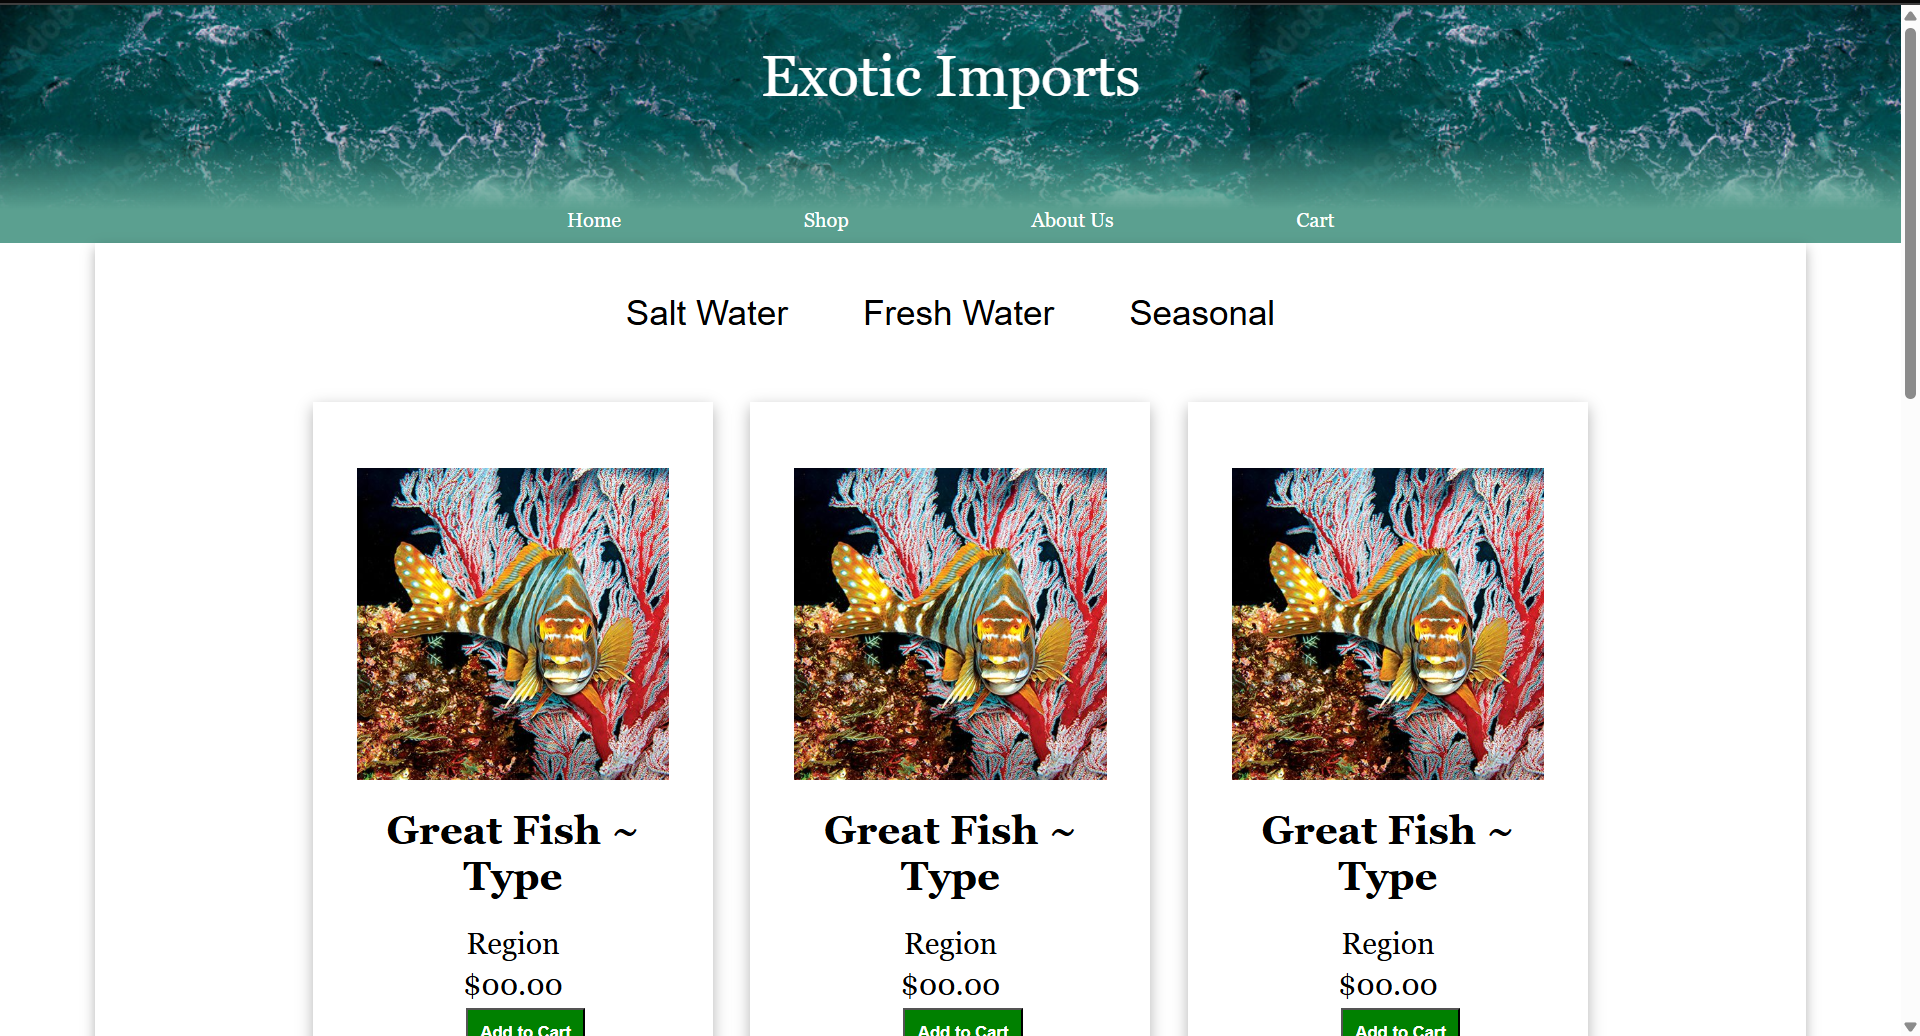 Exotic Imports
Home Shop About Us Cart
Salt Water Fresh Water Seasonal
Great Fish ~
Type
Region
$00.00
Add to Cart
Great Fish ~
Type
Region
$00.00
Add to Cart
Great Fish ~
Type
Region
$00.00
Add to Cart